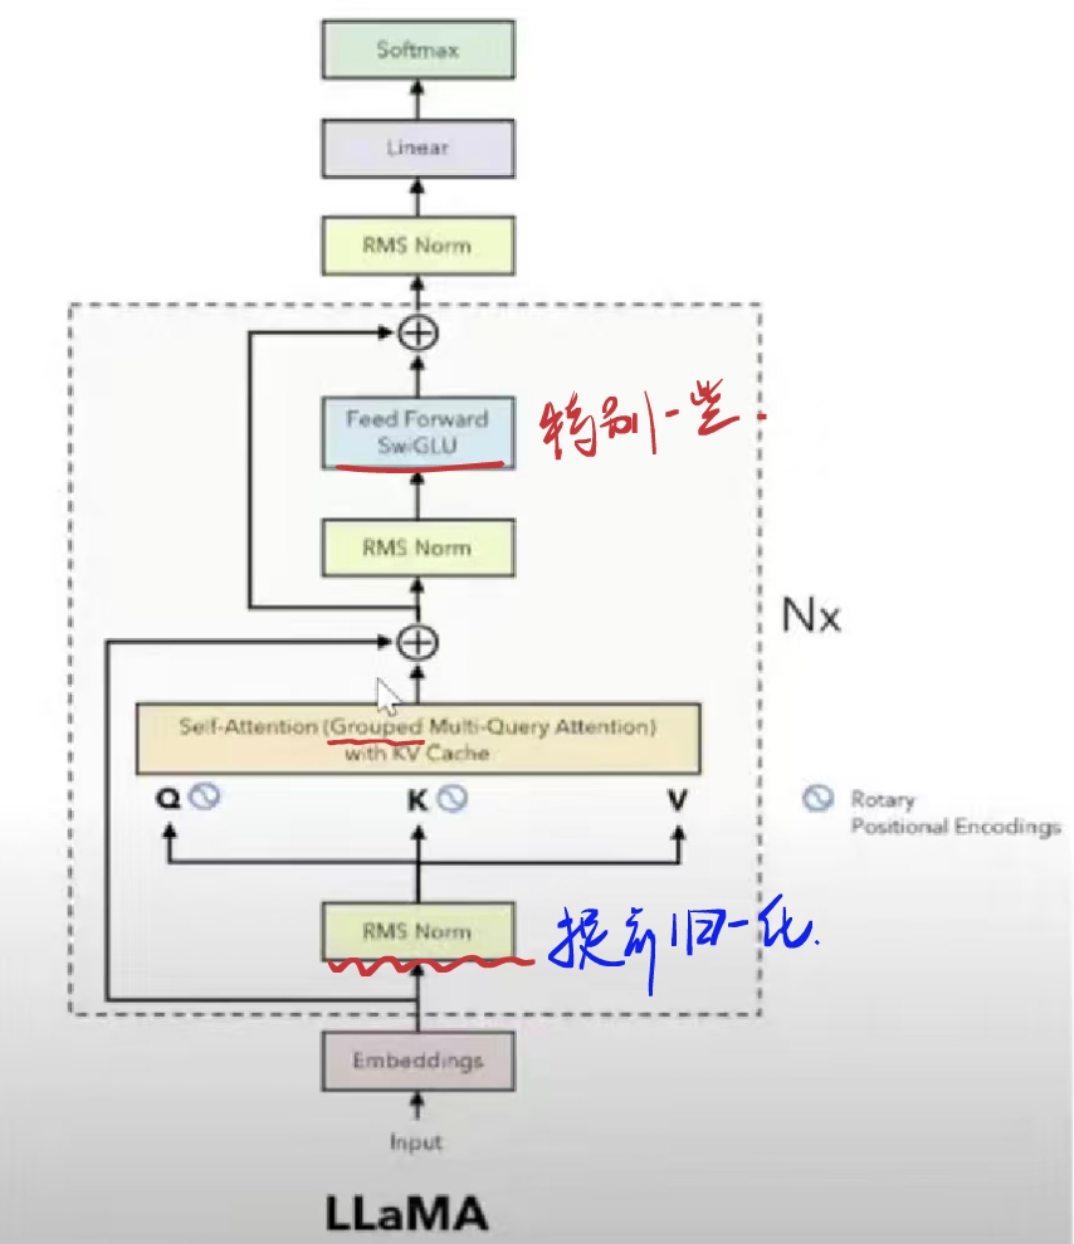 Softmax
Linear
RMS Norm
Feed Forward
SwiGLU
特别一些.
RMS Norm
Nx
Self-Attention (Grouped Multi-Query Attention)
with KV Cache
Q K V
Rotary
Positional Encodings
RMS Norm
提前归一化.
Embeddings
Input
LLaMA